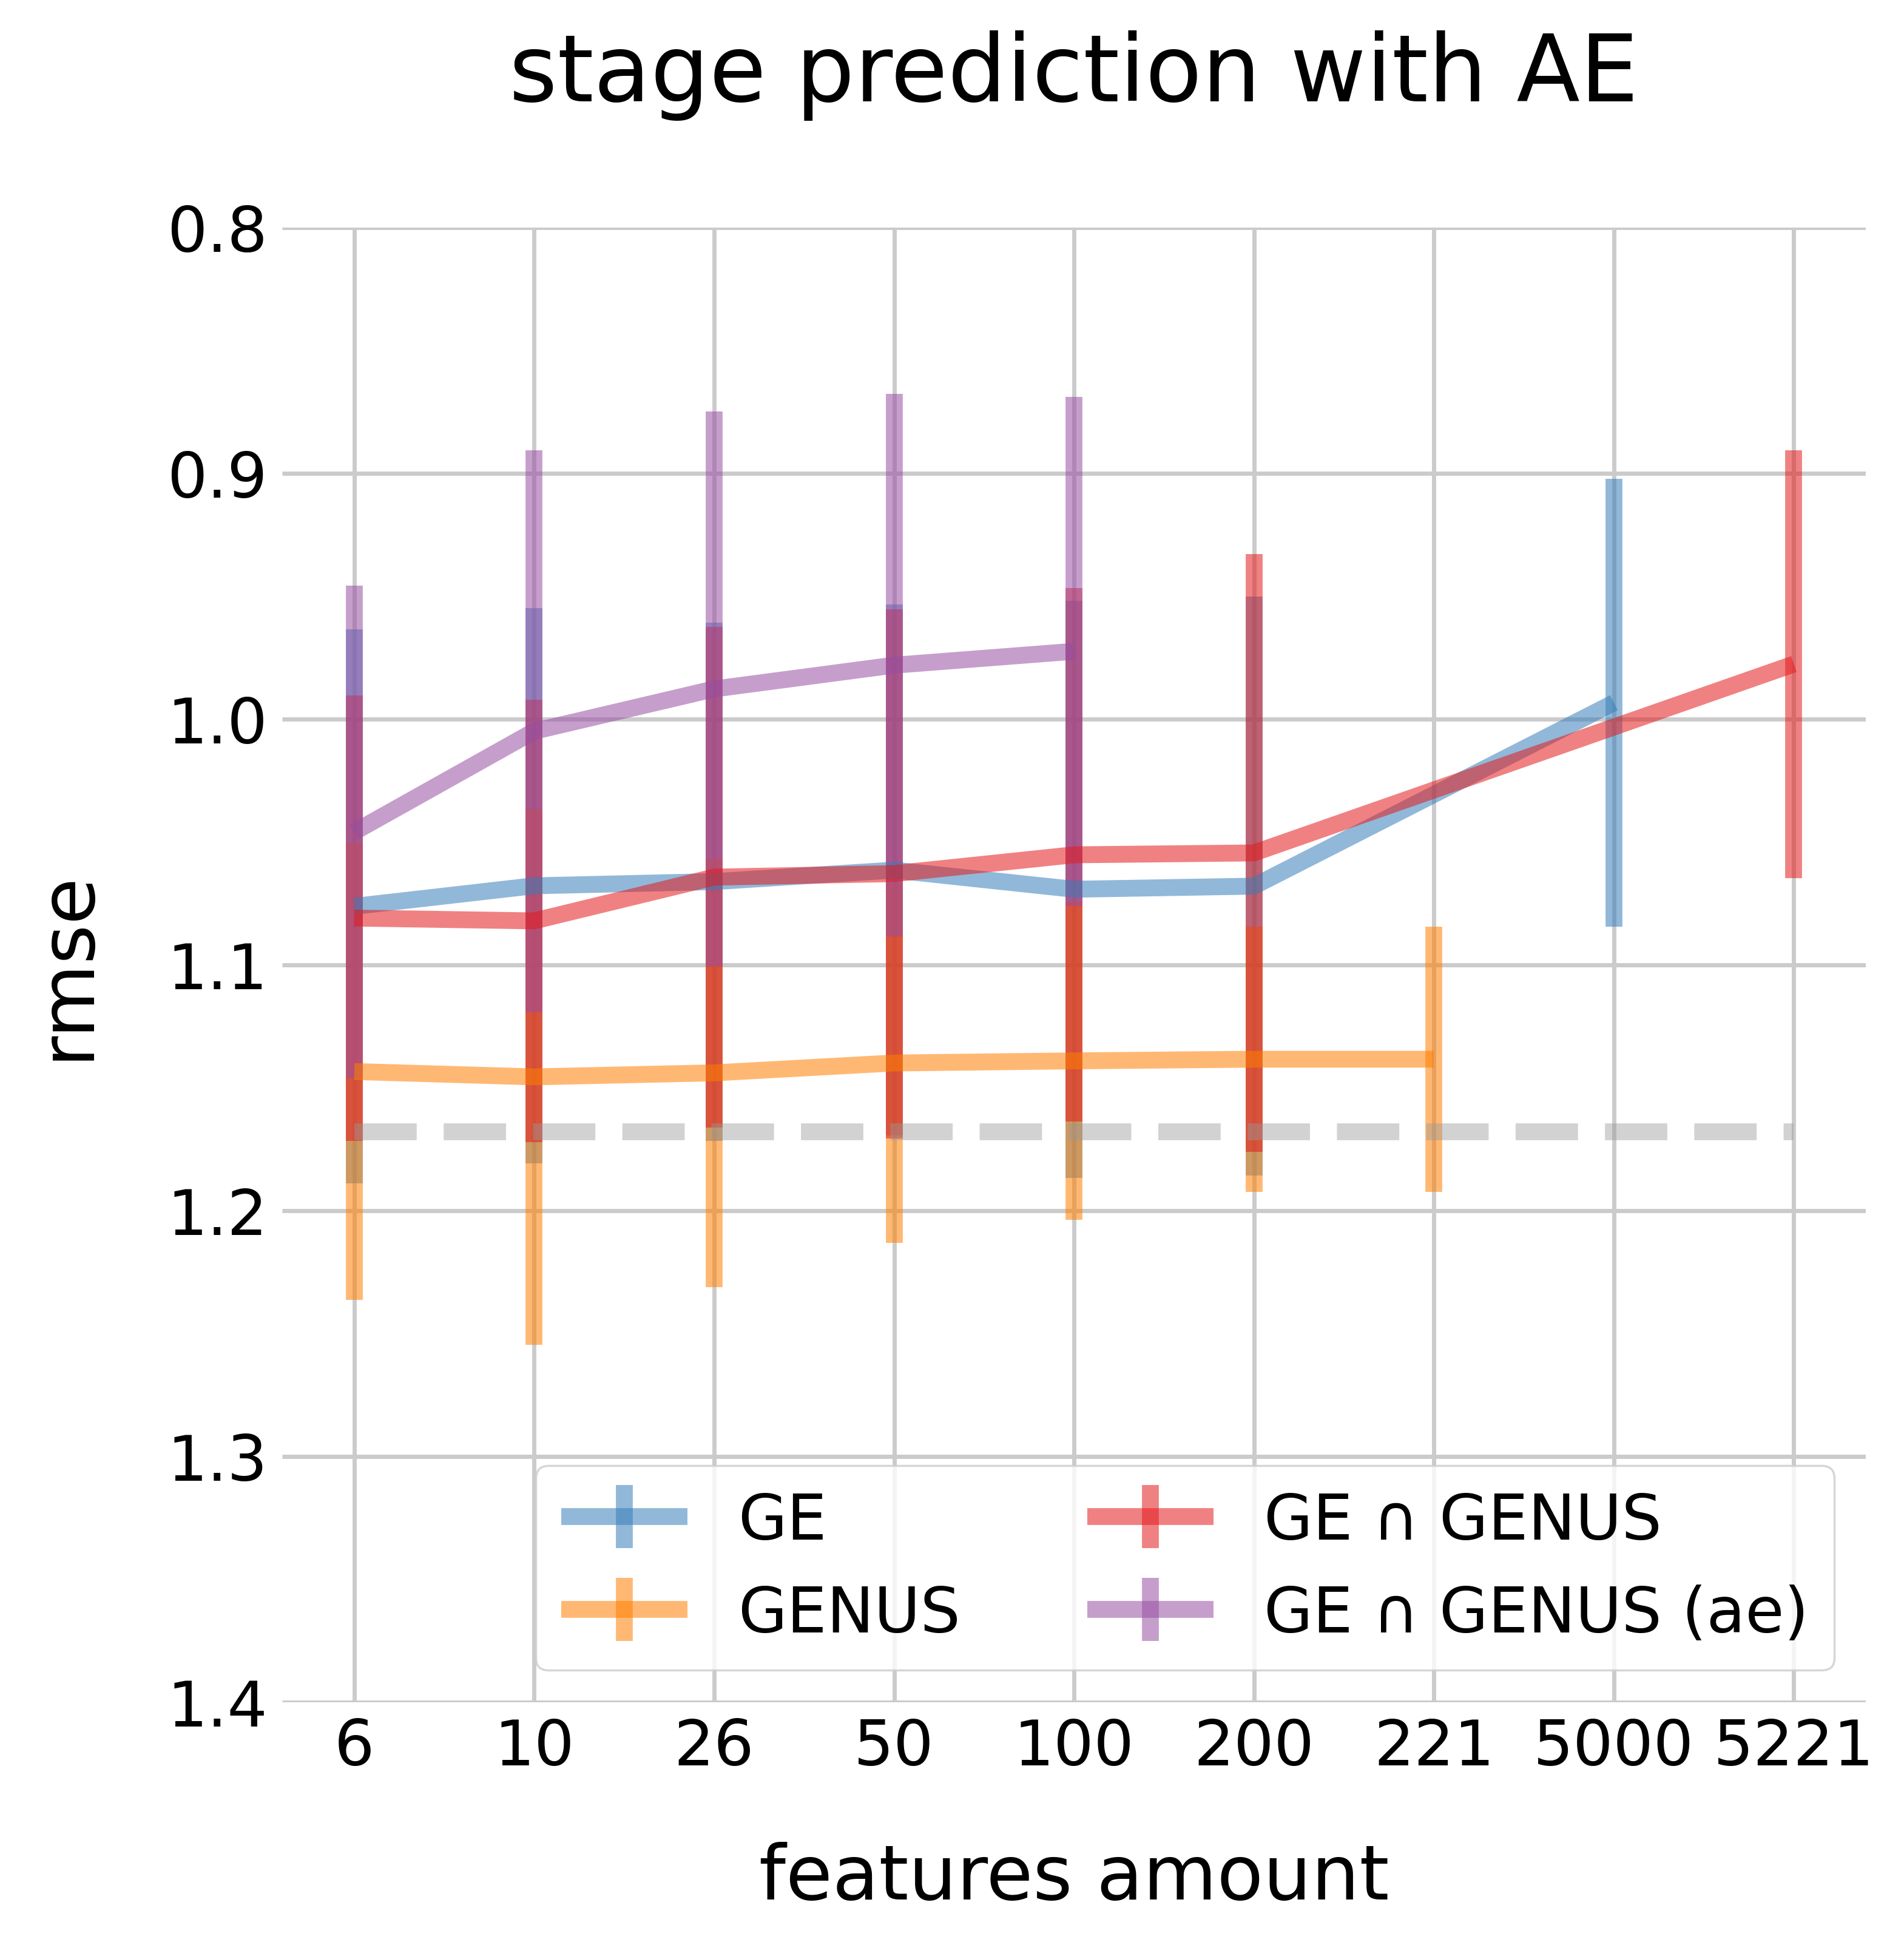 stage prediction with AE
0.8
0.9
1.0
1.1
1.2
1.3
1.4
rmse
GE
GENUS
GE ∩ GENUS
GE ∩ GENUS (ae)
6 10 26 50 100 200 221 5000 5221
features amount